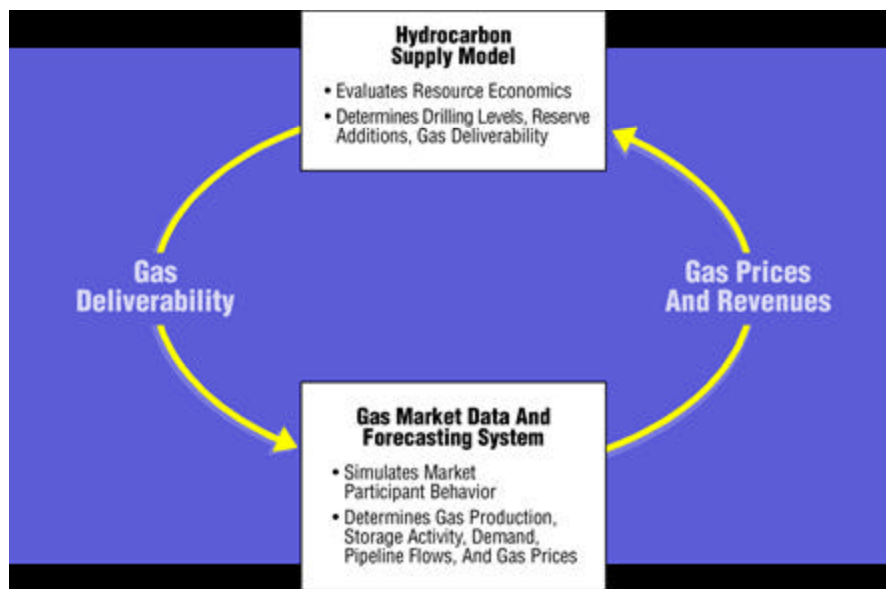 Hydrocarbon
Supply Model
• Evaluates Resource Economics
• Determines Drilling Levels, Reserve
Additions, Gas Deliverability
Gas
Deliverability
Gas Prices
And Revenues
Gas Market Data And
Forecasting System
• Simulates Market
Participant Behavior
• Determines Gas Production,
Storage Activity, Demand,
Pipeline Flows, And Gas Prices